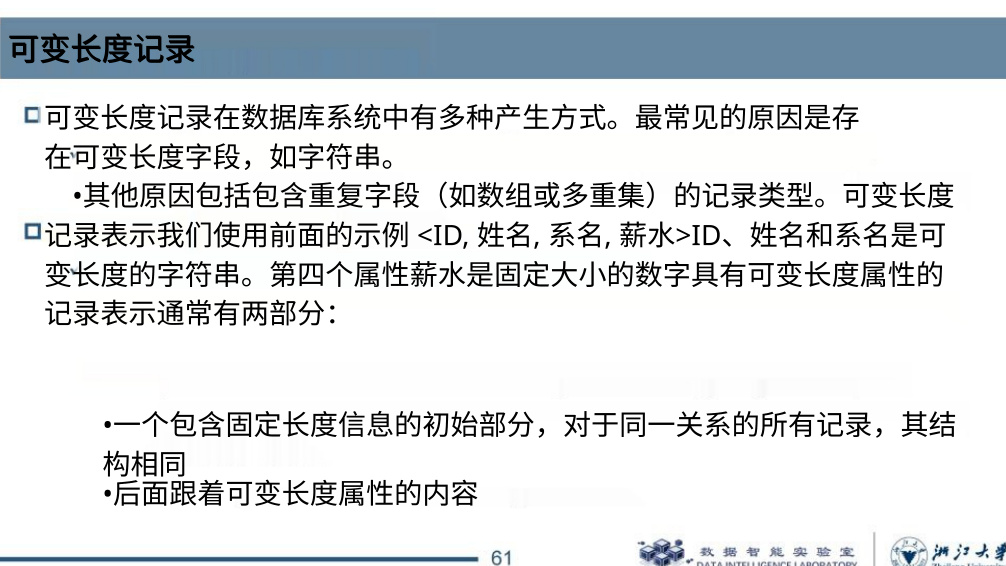 可变长度记录
可变长度记录在数据库系统中有多种产生方式。最常见的原因是存
在可变长度字段，如字符串。
•其他原因包括包含重复字段（如数组或多重集）的记录类型。可变长度
记录表示我们使用前面的示例 <ID, 姓名, 系名, 薪水>ID、姓名和系名是可
变长度的字符串。第四个属性薪水是固定大小的数字具有可变长度属性的
记录表示通常有两部分：
•一个包含固定长度信息的初始部分，对于同一关系的所有记录，其结
构相同
•后面跟着可变长度属性的内容
61
数据智能实验室
DATA INTELLIGENCE LABORATORY
浙江大学